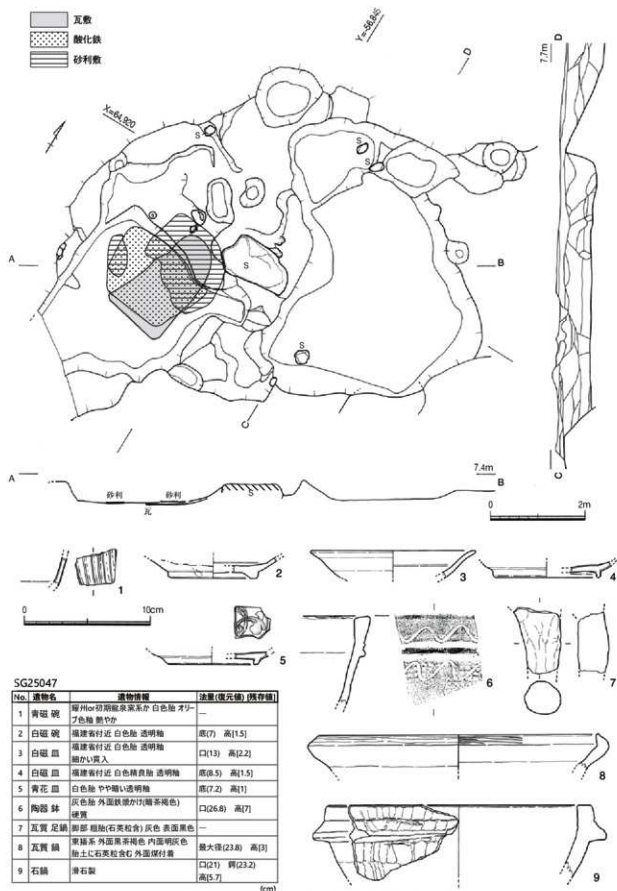 瓦敷
酸化鉄
砂利敷
Y=-56,845
D
X=64,920
S
S
S
A
S
B
S
C
D
7.7m
C
A
7.4m
B
砂利
砂利
S
瓦
0
2m
1
2
3
4
0
10cm
5
6
7
8
9
SG25047
No. 遺物名 遺物情報 法量(復元値) [残存値]
1 青磁 碗 耀州or初期龍泉窯系か 白色胎 オリーブ色釉 艶やか —
2 白磁 碗 福建省付近 白色胎 透明釉 底(7) 高[1.5]
3 白磁 皿 福建省付近 白色胎 透明釉 細かい貫入 口(13) 高[2.2]
4 白磁 皿 福建省付近 白色精良胎 透明釉 底(8.5) 高[1.5]
5 青花 皿 白色胎 やや暗い透明釉 底(7.2) 高[1]
6 陶器 鉢 灰色胎 外面鉄漿がけ(暗茶褐色) 硬質 口(26.8) 高[7]
7 瓦質 足鍋 脚部 粗胎(石英粒含) 灰色 表面黒色 —
8 瓦質 鍋 東播系 外面黒茶褐色 内面明灰色 胎土に石英粒含む 外面煤付着 最大径(23.8) 高[3]
9 石鍋 滑石製 口(21) 鍔(23.2) 高[5.7]
(cm)